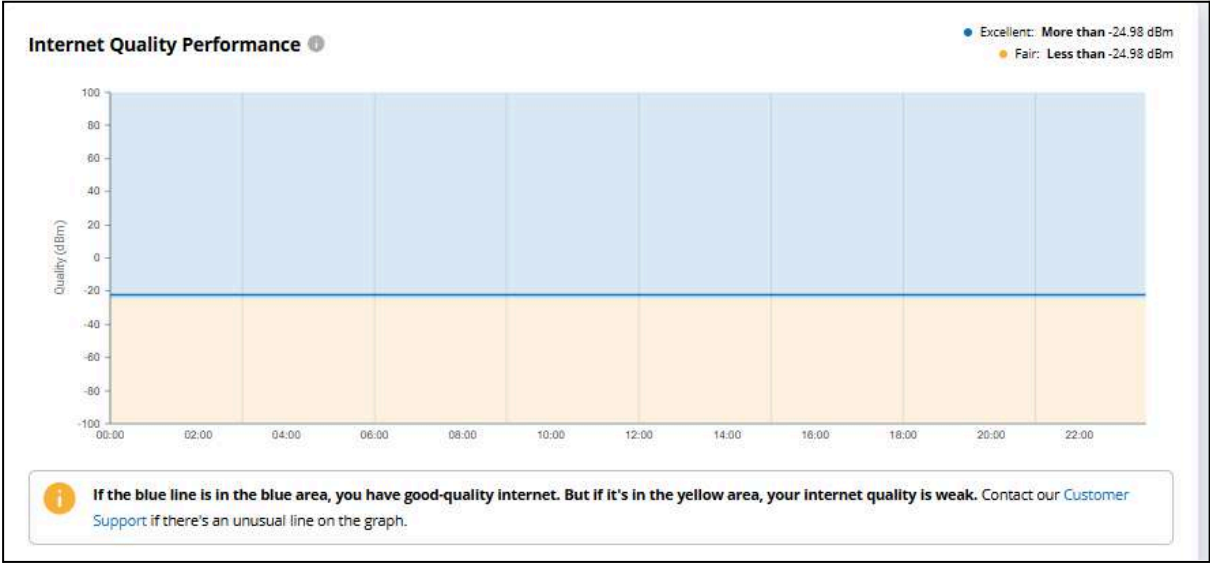 Internet Quality Performance
Excellent: More than -24.98 dBm
Fair: Less than -24.98 dBm
Quality (dBm)
100
80
60
40
20
0
-20
-40
-60
-80
-100
00:00 02:00 04:00 06:00 08:00 10:00 12:00 14:00 16:00 18:00 20:00 22:00
If the blue line is in the blue area, you have good-quality internet. But if it's in the yellow area, your internet quality is weak. Contact our Customer
Support if there's an unusual line on the graph.